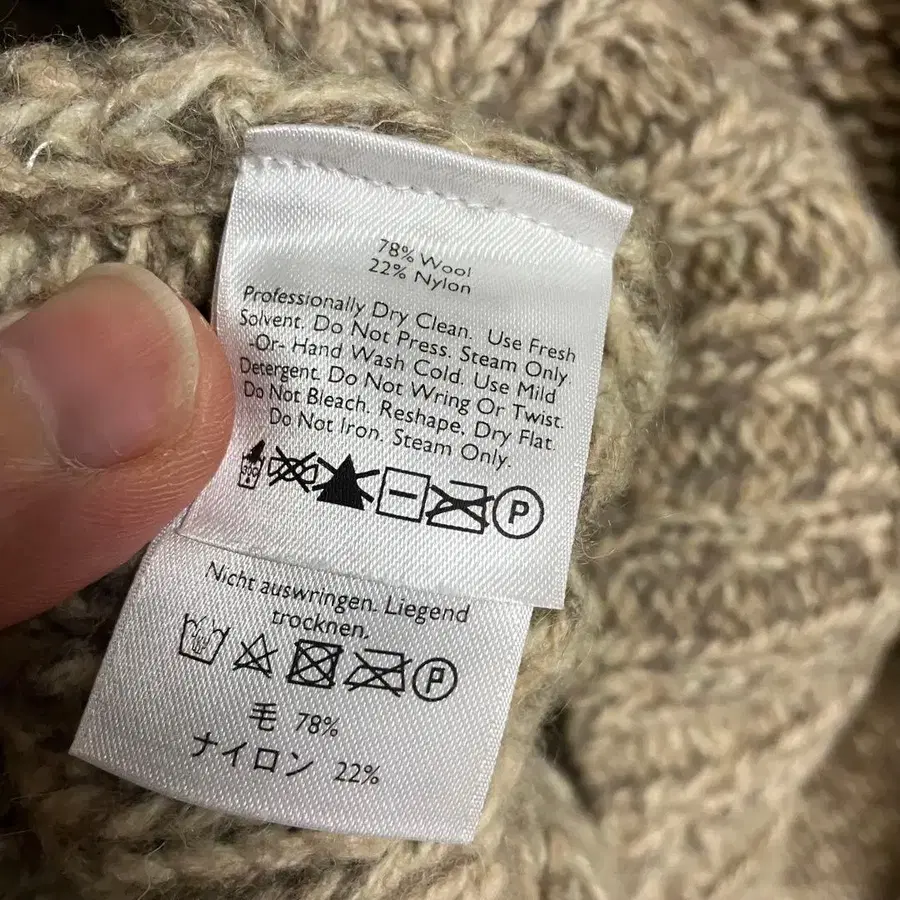 78% Wool
22% Nylon
Professionally Dry Clean. Use Fresh
Solvent. Do Not Press. Steam Only
-Or- Hand Wash Cold. Use Mild
Detergent. Do Not Wring Or Twist.
Do Not Bleach. Reshape. Dry Flat.
Do Not Iron. Steam Only.
P
Nicht auswringen. Liegend
trocknen.
P
毛 78%
ナイロン 22%